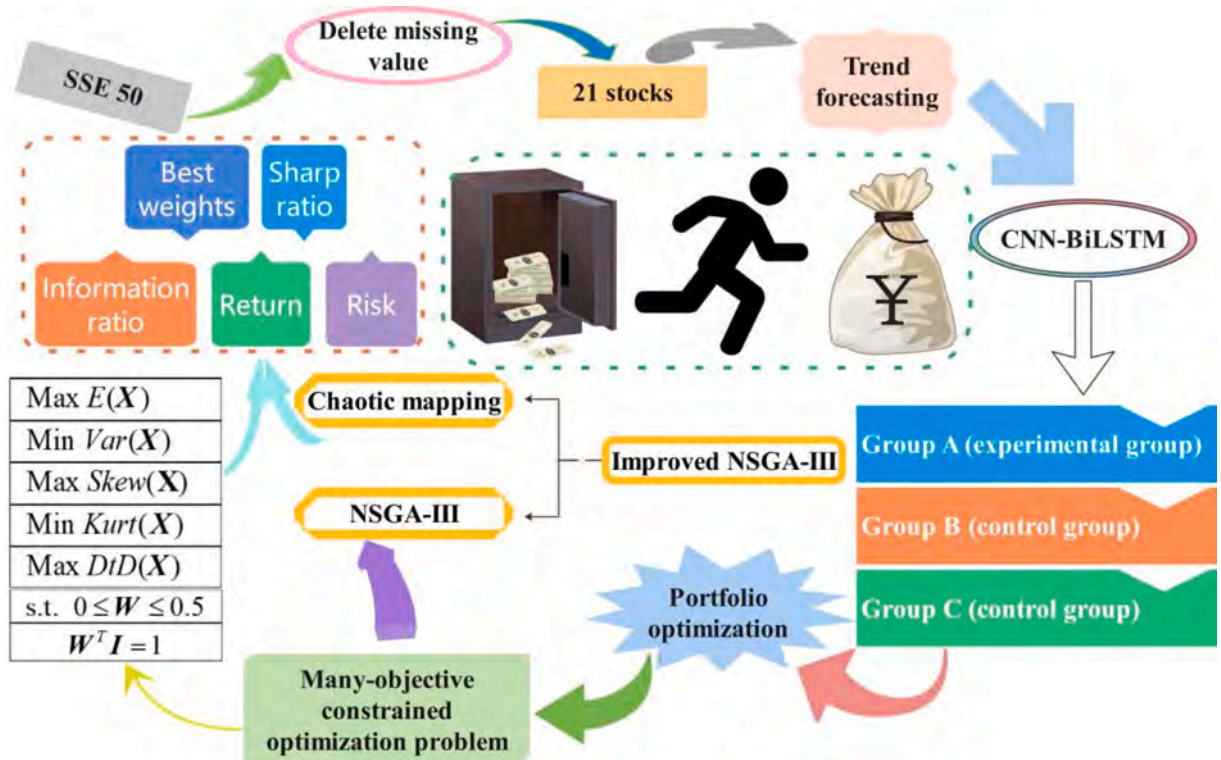 SSE 50
Delete missing
value
21 stocks
Trend
forecasting
CNN-BiLSTM
Best
weights
Sharp
ratio
Information
ratio
Return
Risk
¥
Max E(X)
Min Var(X)
Max Skew(X)
Min Kurt(X)
Max DtD(X)
s.t. 0 ≤ W ≤ 0.5
WᵀI = 1
Chaotic mapping
NSGA-III
Improved NSGA-III
Group A (experimental group)
Group B (control group)
Group C (control group)
Portfolio
optimization
Many-objective
constrained
optimization problem